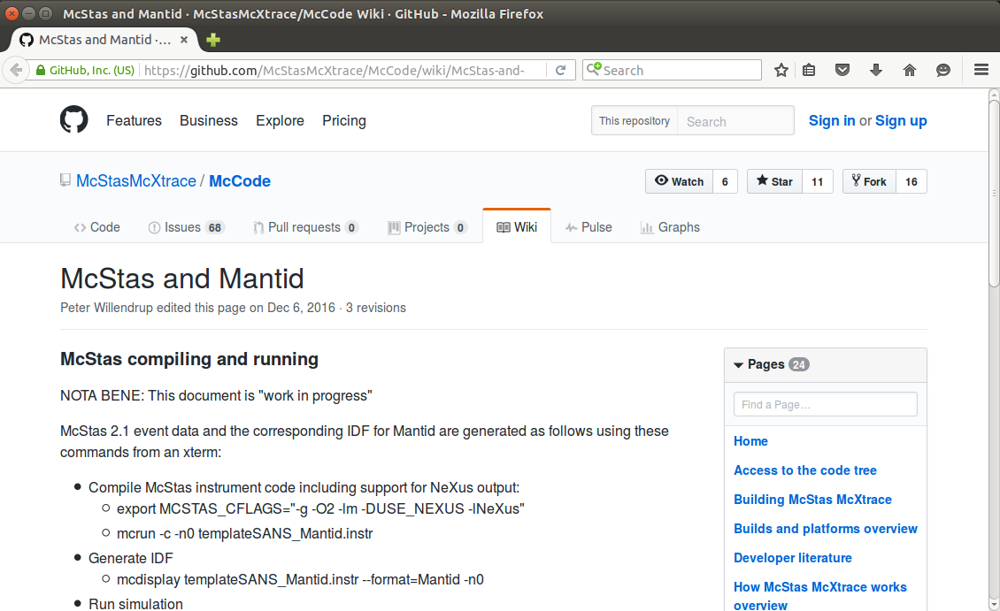 McStas and Mantid · McStasMcXtrace/McCode Wiki · GitHub - Mozilla Firefox
McStas and Mantid ·…
GitHub, Inc. (US) https://github.com/McStasMcXtrace/McCode/wiki/McStas-and- Search
Features Business Explore Pricing This repository Search Sign in or Sign up
McStasMcXtrace / McCode Watch 6 Star 11 Fork 16
Code Issues 68 Pull requests 0 Projects 0 Wiki Pulse Graphs
McStas and Mantid
Peter Willendrup edited this page on Dec 6, 2016 · 3 revisions
McStas compiling and running
NOTA BENE: This document is "work in progress"
McStas 2.1 event data and the corresponding IDF for Mantid are generated as follows using these
commands from an xterm:
Compile McStas instrument code including support for NeXus output:
export MCSTAS_CFLAGS="-g -O2 -lm -DUSE_NEXUS -lNeXus"
mcrun -c -n0 templateSANS_Mantid.instr
Generate IDF
mcdisplay templateSANS_Mantid.instr --format=Mantid -n0
Run simulation
Pages 24
Find a Page…
Home
Access to the code tree
Building McStas McXtrace
Builds and platforms overview
Developer literature
How McStas McXtrace works
overview